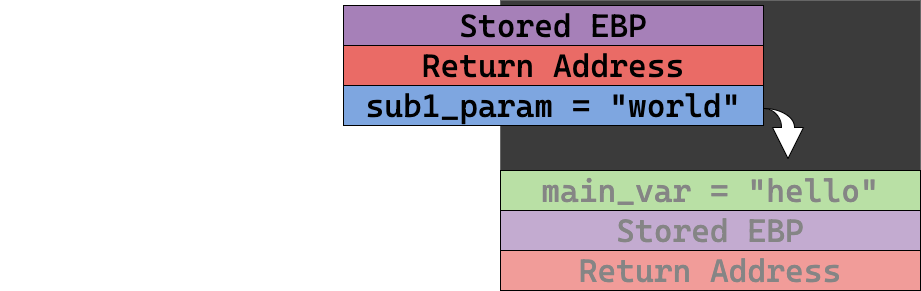 Stored EBP
Return Address
sub1_param = "world"
main_var = "hello"
Stored EBP
Return Address